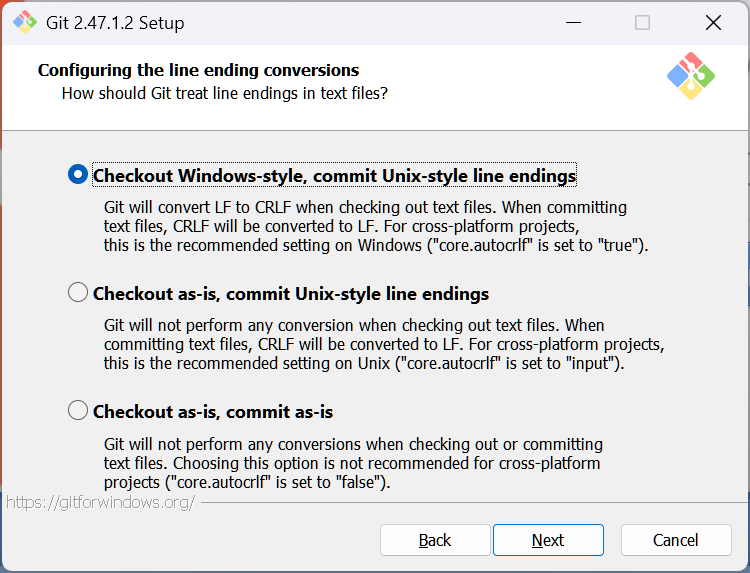 Git 2.47.1.2 Setup
Configuring the line ending conversions
How should Git treat line endings in text files?
Checkout Windows-style, commit Unix-style line endings
Git will convert LF to CRLF when checking out text files. When committing
text files, CRLF will be converted to LF. For cross-platform projects,
this is the recommended setting on Windows ("core.autocrlf" is set to "true").
Checkout as-is, commit Unix-style line endings
Git will not perform any conversion when checking out text files. When
committing text files, CRLF will be converted to LF. For cross-platform projects,
this is the recommended setting on Unix ("core.autocrlf" is set to "input").
Checkout as-is, commit as-is
Git will not perform any conversions when checking out or committing
text files. Choosing this option is not recommended for cross-platform
projects ("core.autocrlf" is set to "false").
https://gitforwindows.org/
Back Next Cancel